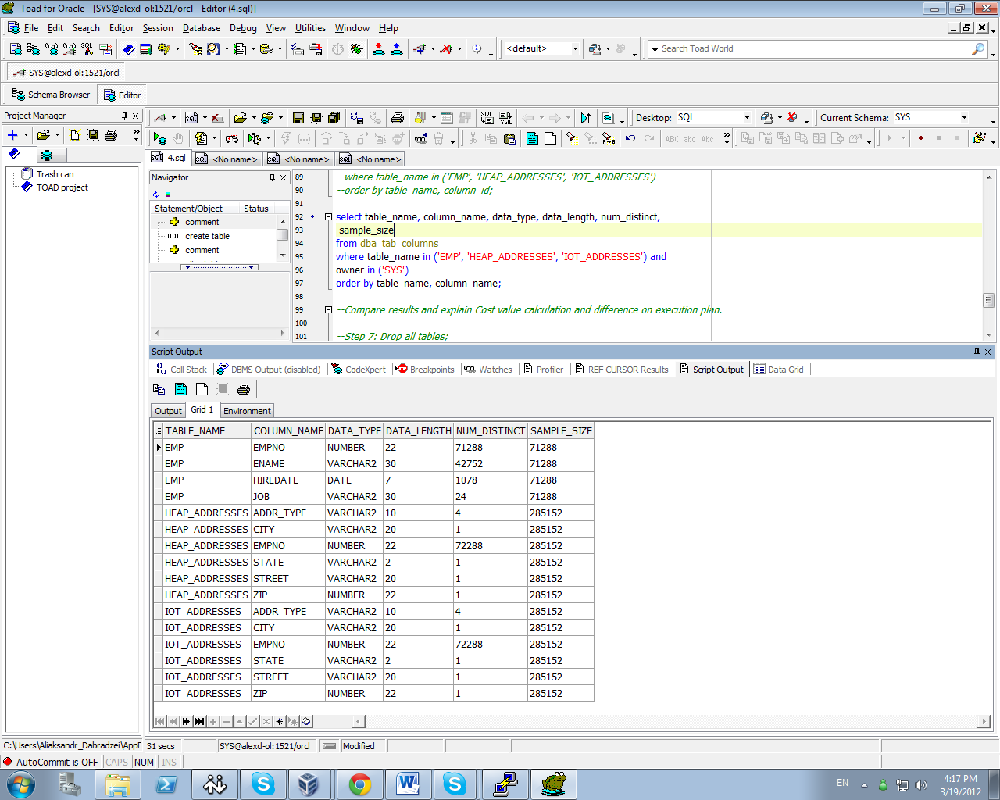 Toad for Oracle - [SYS@alexd-ol:1521/orcl - Editor (4.sql)]
File Edit Search Editor Session Database Debug View Utilities Window Help
<default> Search Toad World
SYS@alexd-ol:1521/orcl
Schema Browser Editor
Project Manager
Desktop: SQL Current Schema: SYS
4.sql <No name> <No name> <No name>
Trash can
TOAD project
Navigator
Statement/Object Status
comment
DDL create table
comment
89 --where table_name in ('EMP', 'HEAP_ADDRESSES', 'IOT_ADDRESSES')
90 --order by table_name, column_id;
91
92 select table_name, column_name, data_type, data_length, num_distinct,
93 sample_size
94 from dba_tab_columns
95 where table_name in ('EMP', 'HEAP_ADDRESSES', 'IOT_ADDRESSES') and
96 owner in ('SYS')
97 order by table_name, column_name;
98
99 --Compare results and explain Cost value calculation and difference on execution plan.
100
101 --Step 7: Drop all tables;
Script Output
Call Stack DBMS Output (disabled) CodeXpert Breakpoints Watches Profiler REF CURSOR Results Script Output Data Grid
Output Grid 1 Environment
TABLE_NAME COLUMN_NAME DATA_TYPE DATA_LENGTH NUM_DISTINCT SAMPLE_SIZE
EMP EMPNO NUMBER 22 71288 71288
EMP ENAME VARCHAR2 30 42752 71288
EMP HIREDATE DATE 7 1078 71288
EMP JOB VARCHAR2 30 24 71288
HEAP_ADDRESSES ADDR_TYPE VARCHAR2 10 4 285152
HEAP_ADDRESSES CITY VARCHAR2 20 1 285152
HEAP_ADDRESSES EMPNO NUMBER 22 72288 285152
HEAP_ADDRESSES STATE VARCHAR2 2 1 285152
HEAP_ADDRESSES STREET VARCHAR2 20 1 285152
HEAP_ADDRESSES ZIP NUMBER 22 1 285152
IOT_ADDRESSES ADDR_TYPE VARCHAR2 10 4 285152
IOT_ADDRESSES CITY VARCHAR2 20 1 285152
IOT_ADDRESSES EMPNO NUMBER 22 72288 285152
IOT_ADDRESSES STATE VARCHAR2 2 1 285152
IOT_ADDRESSES STREET VARCHAR2 20 1 285152
IOT_ADDRESSES ZIP NUMBER 22 1 285152
C:\Users\Aliaksandr_Dabradzei\AppD 31 secs SYS@alexd-ol:1521/orcl Modified
AutoCommit is OFF CAPS NUM INS
EN 4:17 PM
3/19/2012